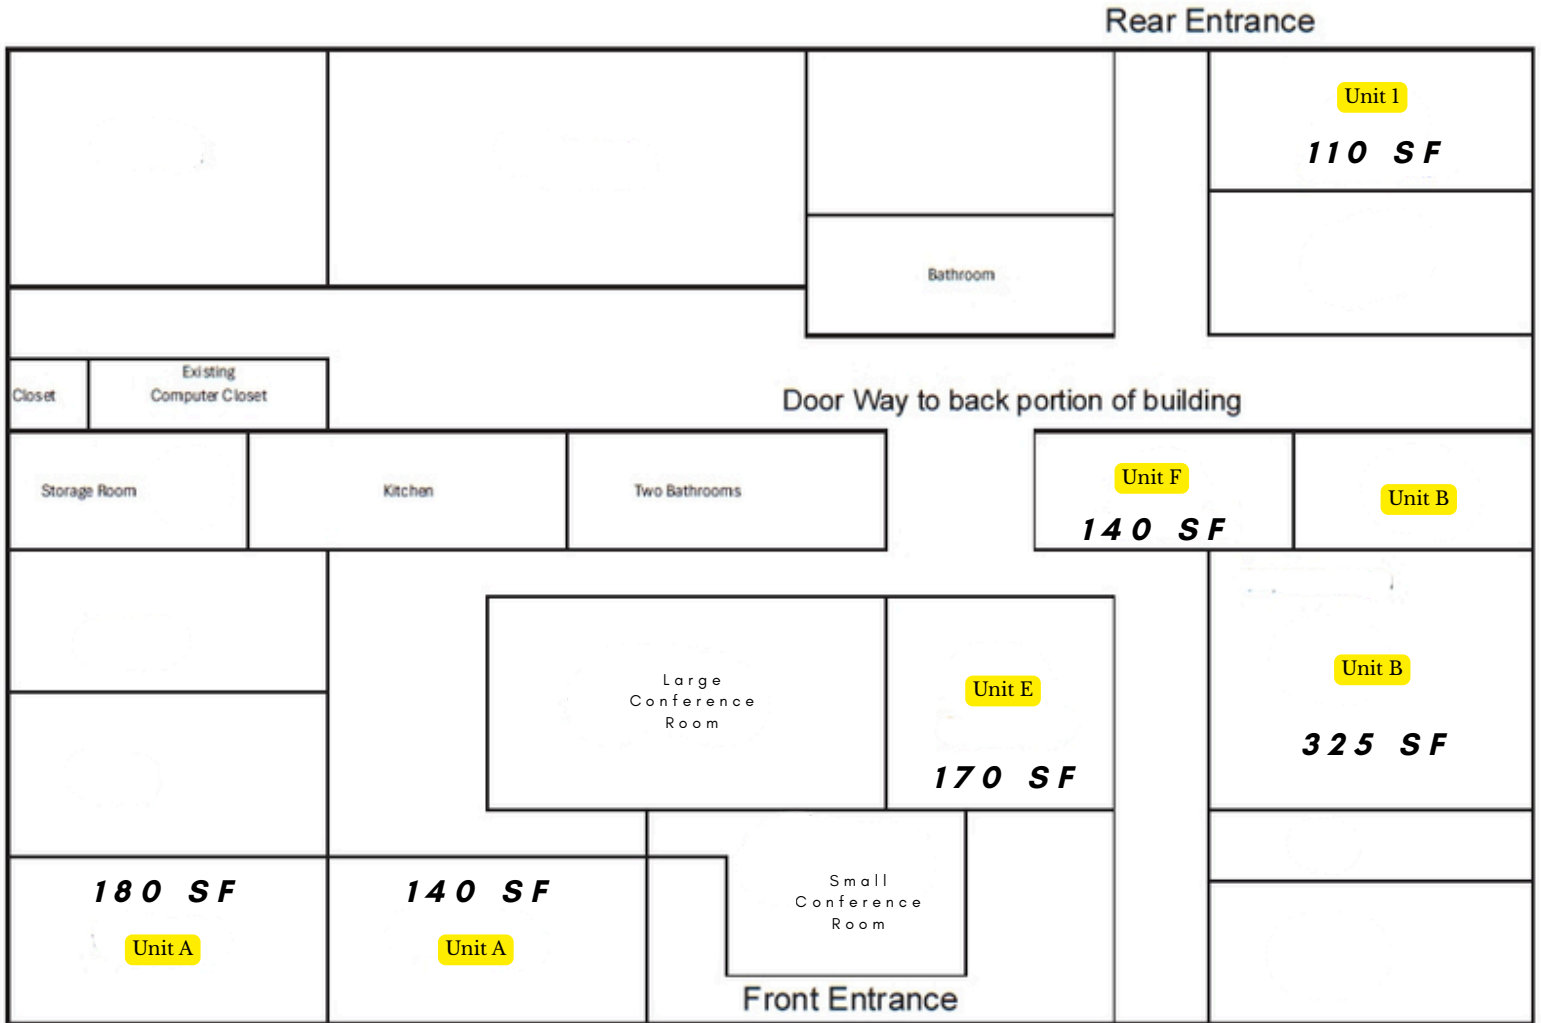 Rear Entrance
Unit 1
110 SF
Bathroom
Existing
Computer Closet
Closet
Door Way to back portion of building
Storage Room
Kitchen
Two Bathrooms
Unit F
140 SF
Unit B
Large
Conference
Room
Unit E
170 SF
Unit B
325 SF
180 SF
Unit A
140 SF
Unit A
Small
Conference
Room
Front Entrance